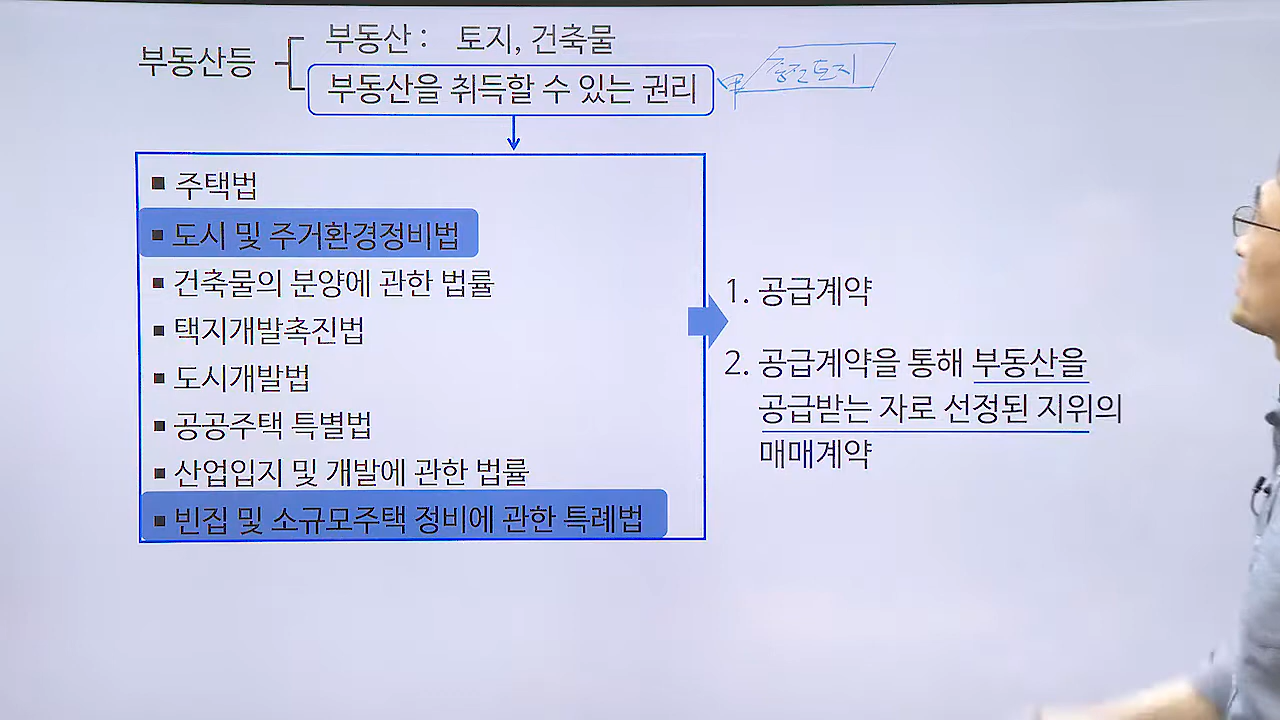 부동산등
부동산 : 토지, 건축물
부동산을 취득할 수 있는 권리
종전토지
■ 주택법
■ 도시 및 주거환경정비법
■ 건축물의 분양에 관한 법률
■ 택지개발촉진법
■ 도시개발법
■ 공공주택 특별법
■ 산업입지 및 개발에 관한 법률
■ 빈집 및 소규모주택 정비에 관한 특례법
1. 공급계약
2. 공급계약을 통해 부동산을
공급받는 자로 선정된 지위의
매매계약